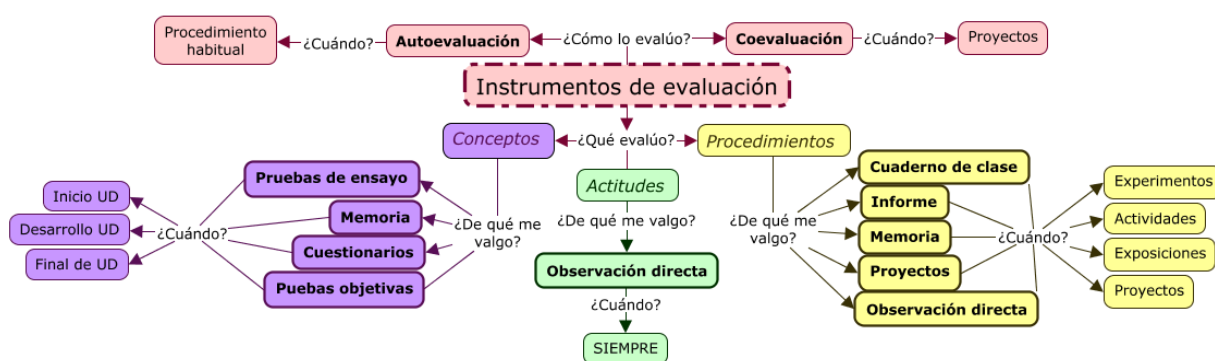 Procedimiento
habitual
¿Cuándo?
Autoevaluación
¿Cómo lo evalúo?
Coevaluación
¿Cuándo?
Proyectos
Instrumentos de evaluación
Conceptos
¿Qué evalúo?
Procedimientos
Pruebas de ensayo
Memoria
Cuestionarios
Puebas objetivas
¿De qué me
valgo?
¿Cuándo?
Inicio UD
Desarrollo UD
Final de UD
Actitudes
¿De qué me valgo?
Observación directa
¿Cuándo?
SIEMPRE
¿De qué me
valgo?
Cuaderno de clase
Informe
Memoria
Proyectos
Observación directa
¿Cuándo?
Experimentos
Actividades
Exposiciones
Proyectos